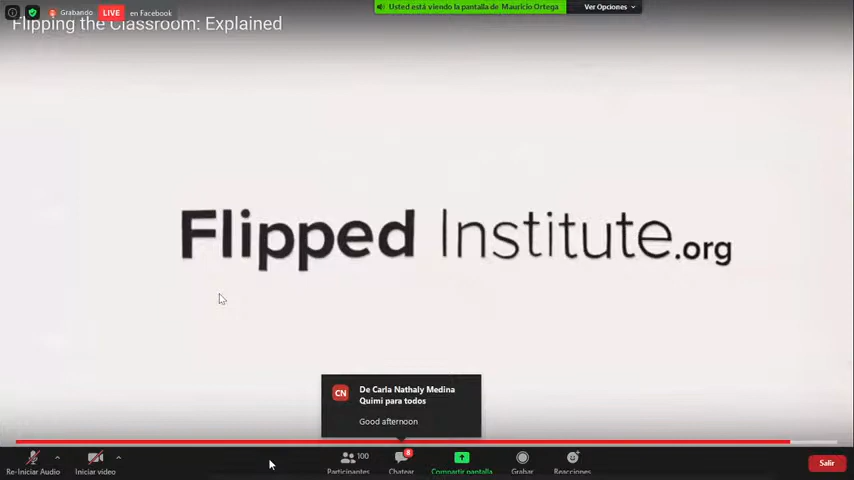 Grabando LIVE en Facebook
Usted está viendo la pantalla de Mauricio Ortega
Ver Opciones
Flipping the Classroom: Explained
Flipped Institute.org
CN
De Carla Nathaly Medina
Quimi para todos
Good afternoon
Re-Iniciar Audio
Iniciar video
100
Participantes
8
Chatear
Compartir pantalla
Grabar
Reacciones
Salir